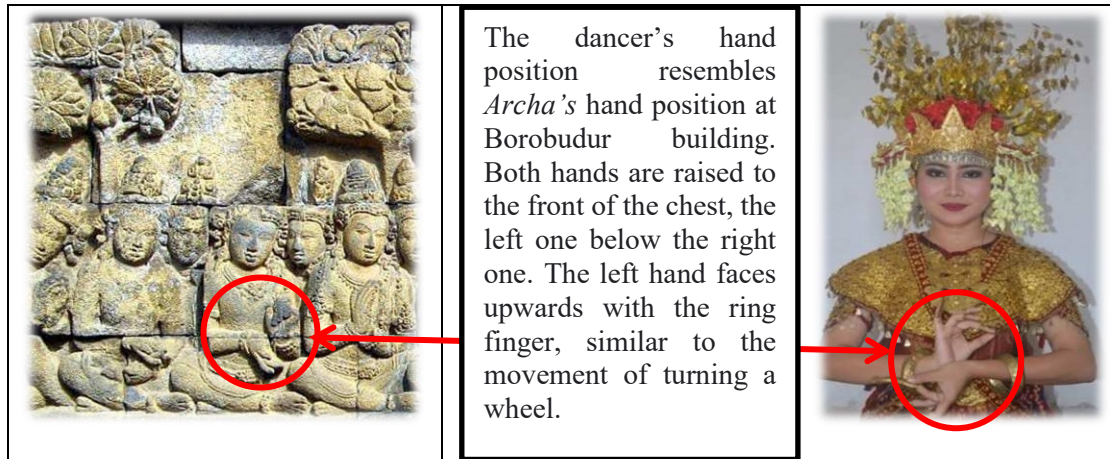 The dancer’s hand
position resembles
Archa’s hand position at
Borobudur building.
Both hands are raised to
the front of the chest, the
left one below the right
one. The left hand faces
upwards with the ring
finger, similar to the
movement of turning a
wheel.